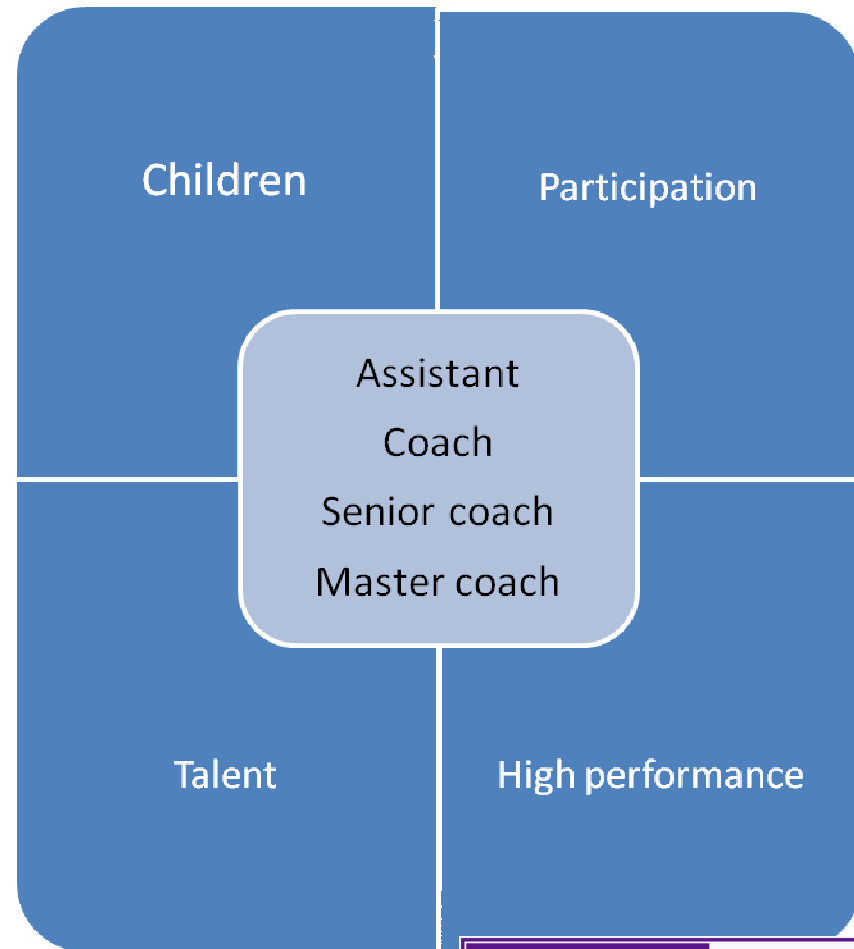 Children
Participation
Assistant
Coach
Senior coach
Master coach
Talent
High performance